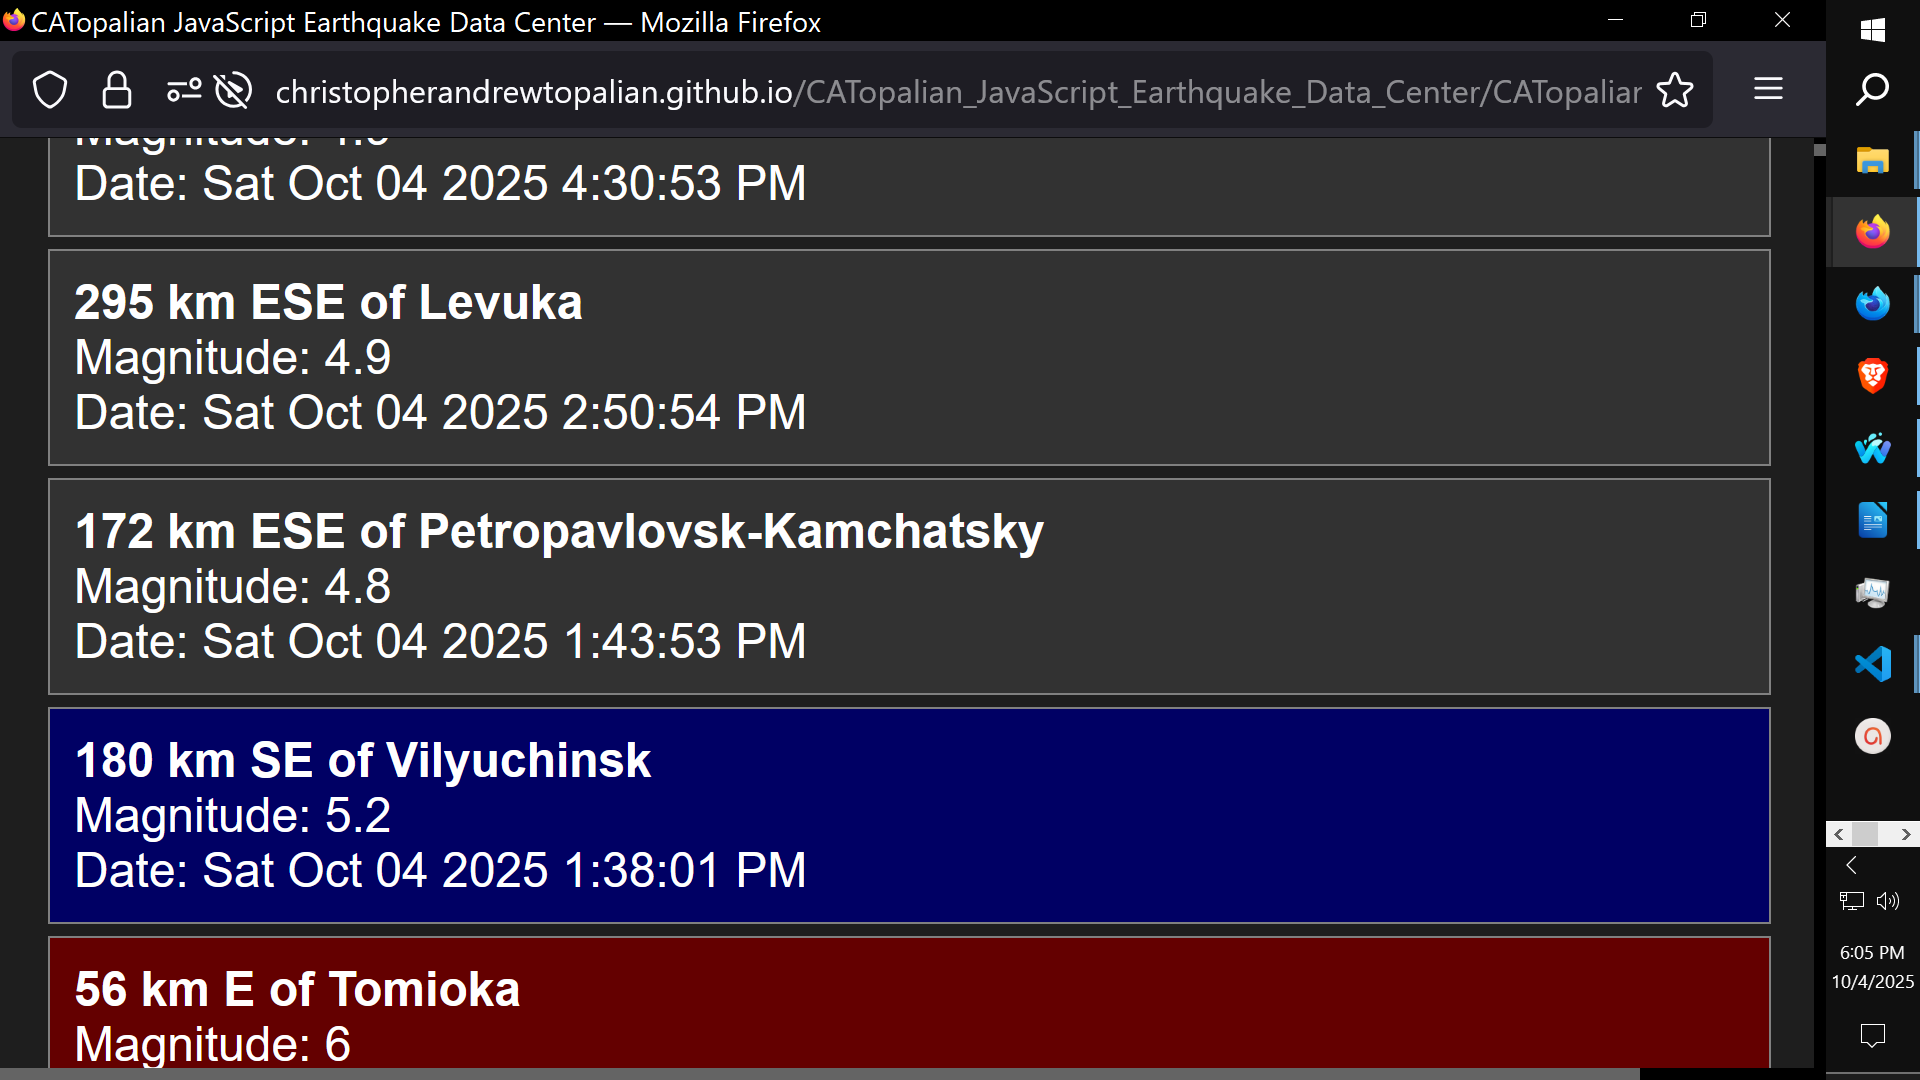 CATopalian JavaScript Earthquake Data Center — Mozilla Firefox
christopherandrewtopalian.github.io/CATopalian_JavaScript_Earthquake_Data_Center/CATopalian
Date: Sat Oct 04 2025 4:30:53 PM
295 km ESE of Levuka
Magnitude: 4.9
Date: Sat Oct 04 2025 2:50:54 PM
172 km ESE of Petropavlovsk-Kamchatsky
Magnitude: 4.8
Date: Sat Oct 04 2025 1:43:53 PM
180 km SE of Vilyuchinsk
Magnitude: 5.2
Date: Sat Oct 04 2025 1:38:01 PM
56 km E of Tomioka
Magnitude: 6
6:05 PM
10/4/2025